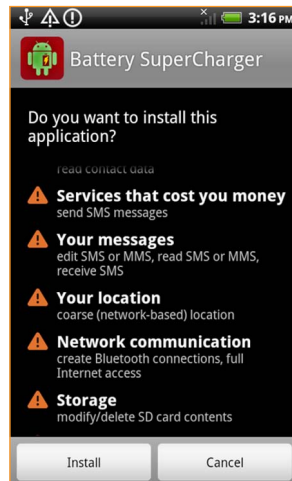 3:16 PM
Battery SuperCharger
Do you want to install this
application?
read contact data
Services that cost you money
send SMS messages
Your messages
edit SMS or MMS, read SMS or MMS,
receive SMS
Your location
coarse (network-based) location
Network communication
create Bluetooth connections, full
Internet access
Storage
modify/delete SD card contents
Install
Cancel